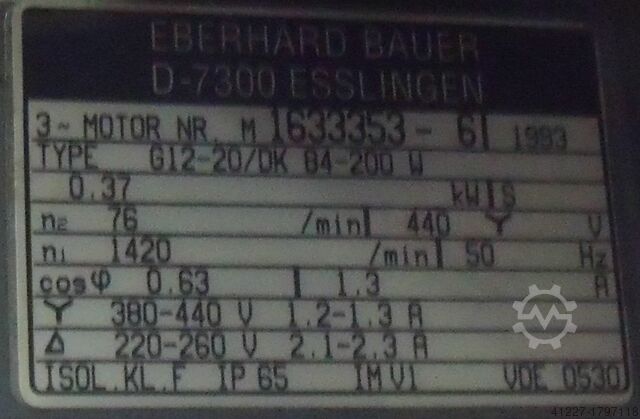 EBERHARD BAUER
D-7300 ESSLINGEN
3~ MOTOR NR. M 1633353-6 1993
TYPE G12-20/DK 84-200 W
0.37 kW S
n₂ 76 /min 440 Y V
n₁ 1420 /min 50 Hz
cosφ 0.63 1.3 A
Y 380-440 V 1.2-1.3 A
Δ 220-260 V 2.1-2.3 A
ISOL.KL.F IP 65 IM V1 VDE 0530